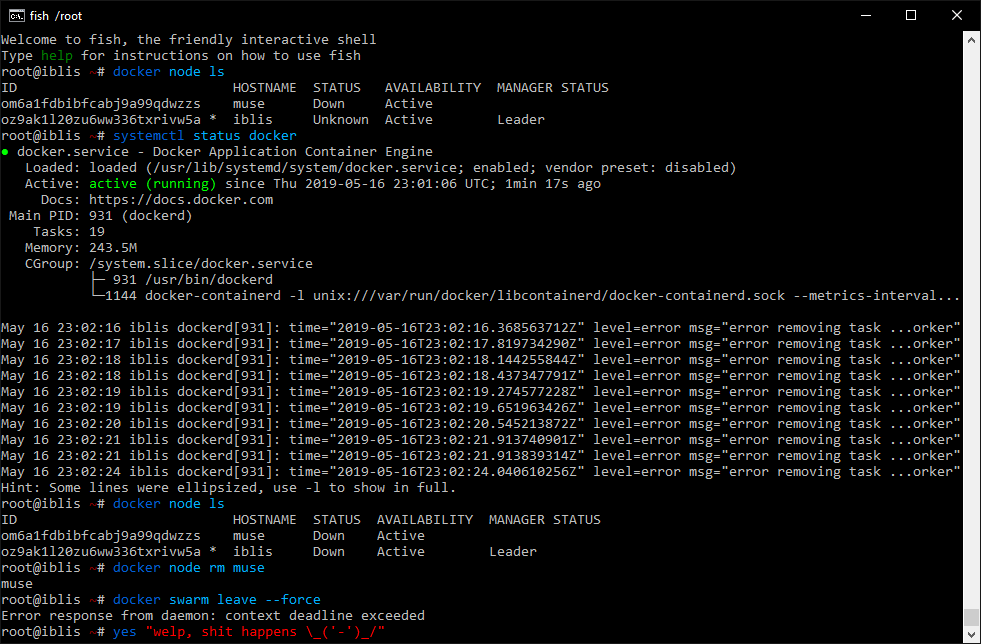 fish /root
Welcome to fish, the friendly interactive shell
Type help for instructions on how to use fish
root@iblis ~# docker node ls
ID                            HOSTNAME  STATUS   AVAILABILITY  MANAGER STATUS
om6a1fdbibfcabj9a99qdwzzs     muse      Down     Active
oz9ak1l20zu6ww336txrivw5a *   iblis     Unknown  Active        Leader
root@iblis ~# systemctl status docker
● docker.service - Docker Application Container Engine
   Loaded: loaded (/usr/lib/systemd/system/docker.service; enabled; vendor preset: disabled)
   Active: active (running) since Thu 2019-05-16 23:01:06 UTC; 1min 17s ago
     Docs: https://docs.docker.com
 Main PID: 931 (dockerd)
    Tasks: 19
   Memory: 243.5M
   CGroup: /system.slice/docker.service
           ├─ 931 /usr/bin/dockerd
           └─1144 docker-containerd -l unix:///var/run/docker/libcontainerd/docker-containerd.sock --metrics-interval...
May 16 23:02:16 iblis dockerd[931]: time="2019-05-16T23:02:16.368563712Z" level=error msg="error removing task ...orker"
May 16 23:02:17 iblis dockerd[931]: time="2019-05-16T23:02:17.819734290Z" level=error msg="error removing task ...orker"
May 16 23:02:18 iblis dockerd[931]: time="2019-05-16T23:02:18.144255844Z" level=error msg="error removing task ...orker"
May 16 23:02:18 iblis dockerd[931]: time="2019-05-16T23:02:18.437347791Z" level=error msg="error removing task ...orker"
May 16 23:02:19 iblis dockerd[931]: time="2019-05-16T23:02:19.274577228Z" level=error msg="error removing task ...orker"
May 16 23:02:19 iblis dockerd[931]: time="2019-05-16T23:02:19.651963426Z" level=error msg="error removing task ...orker"
May 16 23:02:20 iblis dockerd[931]: time="2019-05-16T23:02:20.545213872Z" level=error msg="error removing task ...orker"
May 16 23:02:21 iblis dockerd[931]: time="2019-05-16T23:02:21.913740901Z" level=error msg="error removing task ...orker"
May 16 23:02:21 iblis dockerd[931]: time="2019-05-16T23:02:21.913839314Z" level=error msg="error removing task ...orker"
May 16 23:02:24 iblis dockerd[931]: time="2019-05-16T23:02:24.040610256Z" level=error msg="error removing task ...orker"
Hint: Some lines were ellipsized, use -l to show in full.
root@iblis ~# docker node ls
ID                            HOSTNAME  STATUS  AVAILABILITY  MANAGER STATUS
om6a1fdbibfcabj9a99qdwzzs     muse      Down    Active
oz9ak1l20zu6ww336txrivw5a *   iblis     Down    Active        Leader
root@iblis ~# docker node rm muse
muse
root@iblis ~# docker swarm leave --force
Error response from daemon: context deadline exceeded
root@iblis ~# yes "welp, shit happens \_('-')_/"